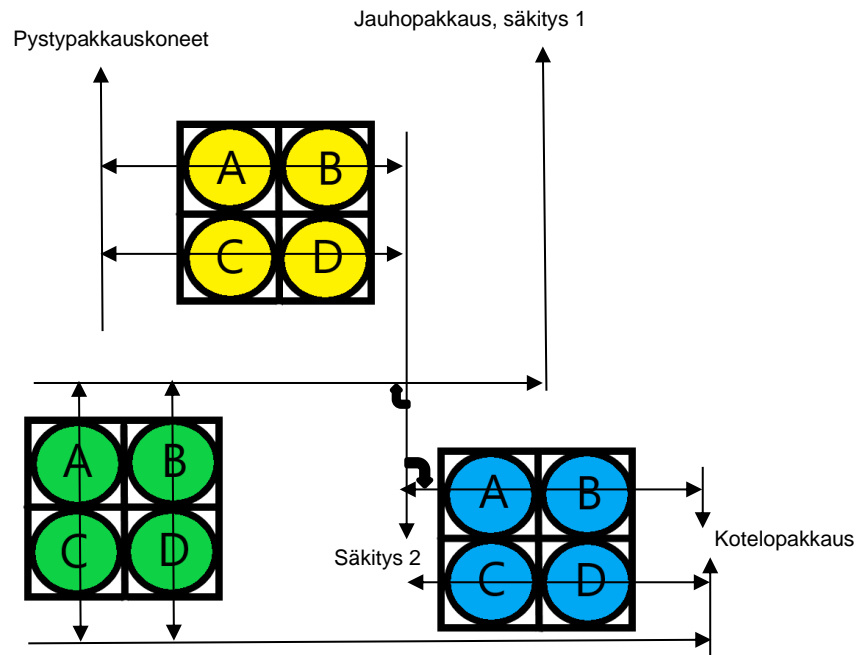 Jauhopakkaus, säkitys 1
Pystypakkauskoneet
A B
C D
A B
C D
A B
C D
Säkitys 2
Kotelopakkaus